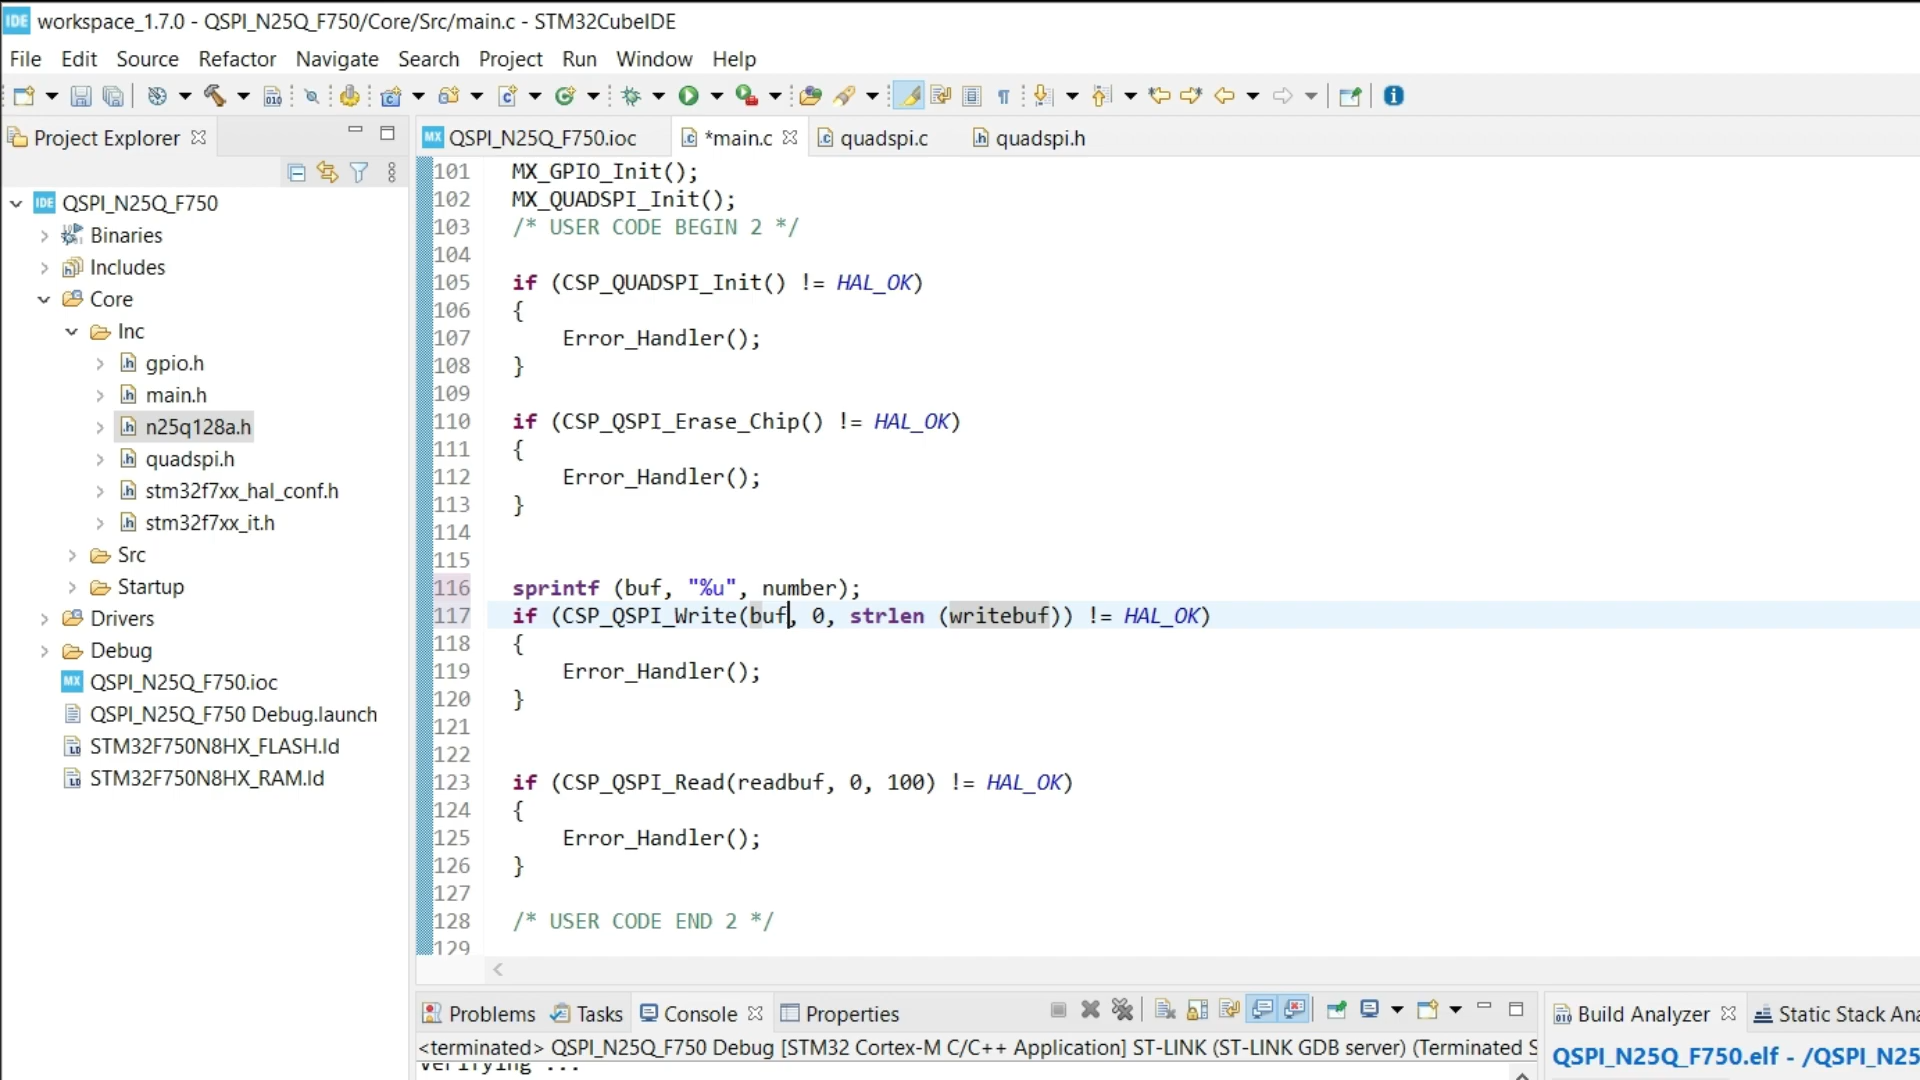 IDE workspace_1.7.0 - QSPI_N25Q_F750/Core/Src/main.c - STM32CubeIDE
File Edit Source Refactor Navigate Search Project Run Window Help
Project Explorer
IDE QSPI_N25Q_F750
Binaries
Includes
Core
Inc
gpio.h
main.h
n25q128a.h
quadspi.h
stm32f7xx_hal_conf.h
stm32f7xx_it.h
Src
Startup
Drivers
Debug
MX QSPI_N25Q_F750.ioc
QSPI_N25Q_F750 Debug.launch
STM32F750N8HX_FLASH.ld
STM32F750N8HX_RAM.ld
MX QSPI_N25Q_F750.ioc *main.c quadspi.c quadspi.h
101 MX_GPIO_Init();
102 MX_QUADSPI_Init();
103 /* USER CODE BEGIN 2 */
104
105 if (CSP_QUADSPI_Init() != HAL_OK)
106 {
107 Error_Handler();
108 }
109
110 if (CSP_QSPI_Erase_Chip() != HAL_OK)
111 {
112 Error_Handler();
113 }
114
115
116 sprintf (buf, "%u", number);
117 if (CSP_QSPI_Write(buf, 0, strlen (writebuf)) != HAL_OK)
118 {
119 Error_Handler();
120 }
121
122
123 if (CSP_QSPI_Read(readbuf, 0, 100) != HAL_OK)
124 {
125 Error_Handler();
126 }
127
128 /* USER CODE END 2 */
129
Problems Tasks Console Properties
<terminated> QSPI_N25Q_F750 Debug [STM32 Cortex-M C/C++ Application] ST-LINK (ST-LINK GDB server) (Terminated S
Verifying ...
Build Analyzer Static Stack Ana
QSPI_N25Q_F750.elf - /QSPI_N25